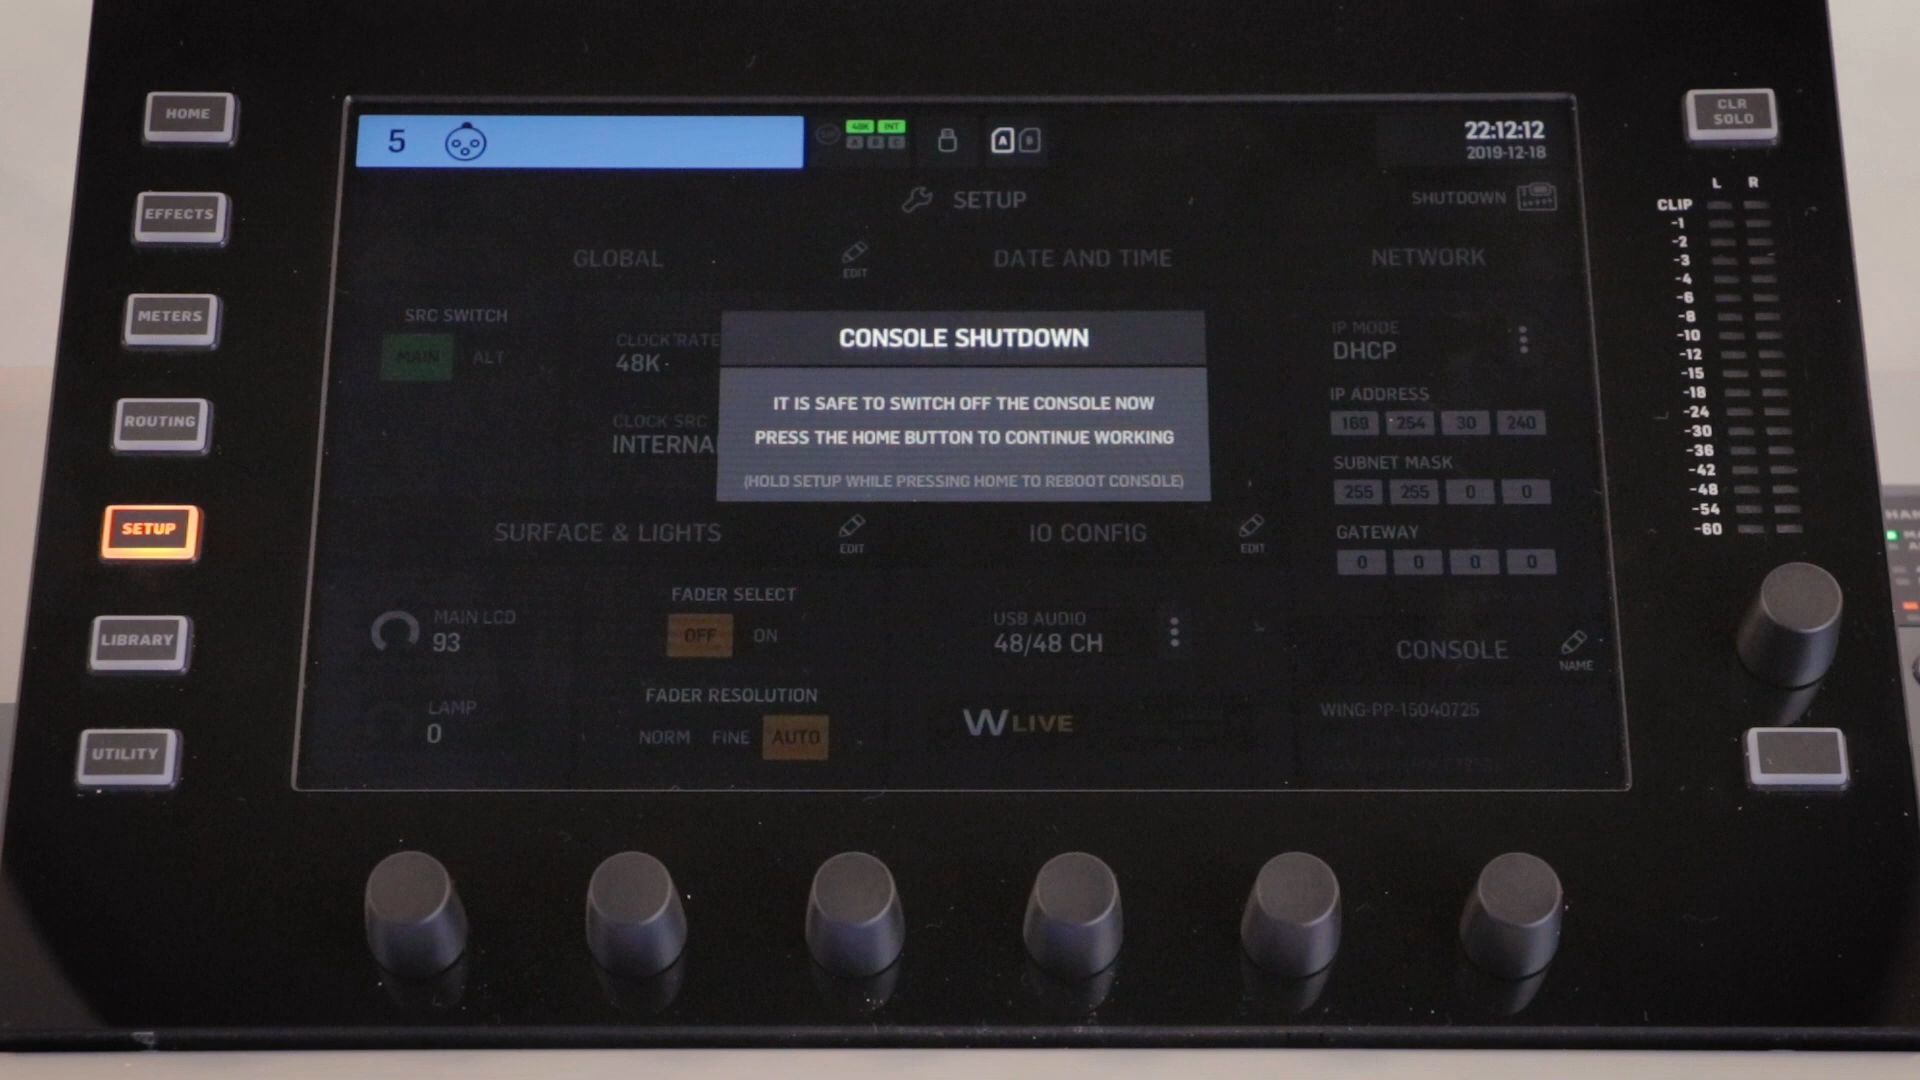 HOME
EFFECTS
METERS
ROUTING
SETUP
LIBRARY
UTILITY
5
48K INT
A B C
A B
22:12:12
2019-12-18
SETUP
SHUTDOWN
GLOBAL
EDIT
DATE AND TIME
NETWORK
SRC SWITCH
MAIN ALT
CLOCK RATE
48K
CLOCK SRC
INTERNA
CONSOLE SHUTDOWN
IT IS SAFE TO SWITCH OFF THE CONSOLE NOW
PRESS THE HOME BUTTON TO CONTINUE WORKING
(HOLD SETUP WHILE PRESSING HOME TO REBOOT CONSOLE)
IP MODE
DHCP
IP ADDRESS
169 254 30 240
SUBNET MASK
255 255 0 0
GATEWAY
0 0 0 0
SURFACE & LIGHTS
EDIT
IO CONFIG
EDIT
MAIN LCD
93
LAMP
0
FADER SELECT
OFF ON
FADER RESOLUTION
NORM FINE AUTO
USB AUDIO
48/48 CH
W LIVE
CONSOLE
NAME
WING-PP-15040725
CLR
SOLO
L R
CLIP
-1
-2
-3
-4
-6
-8
-10
-12
-15
-18
-24
-30
-36
-42
-48
-54
-60